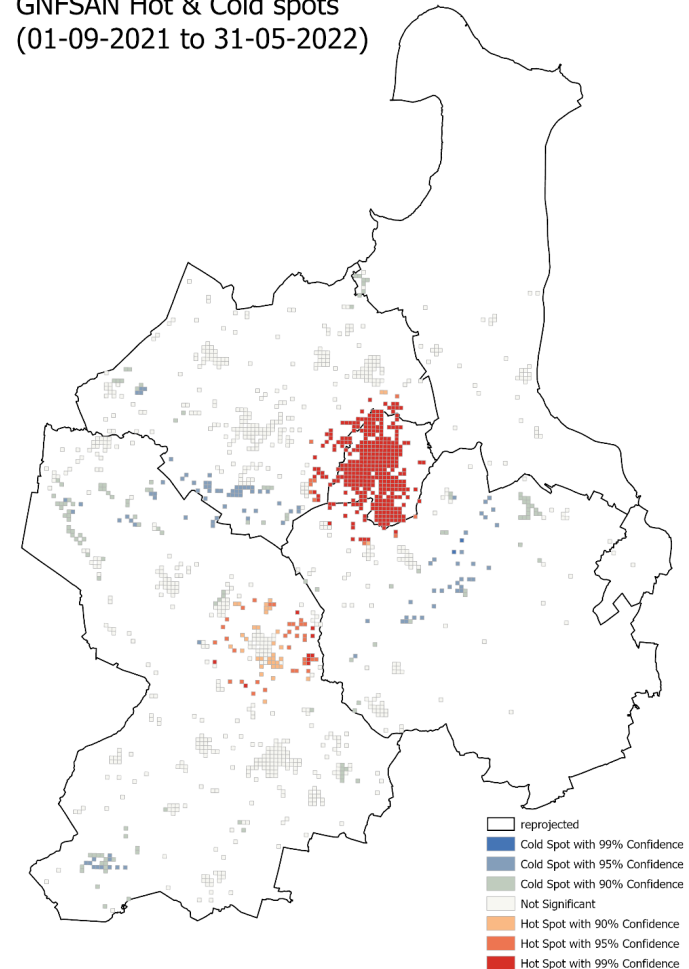 GNFSAN Hot & Cold spots
(01-09-2021 to 31-05-2022)
reprojected
Cold Spot with 99% Confidence
Cold Spot with 95% Confidence
Cold Spot with 90% Confidence
Not Significant
Hot Spot with 90% Confidence
Hot Spot with 95% Confidence
Hot Spot with 99% Confidence